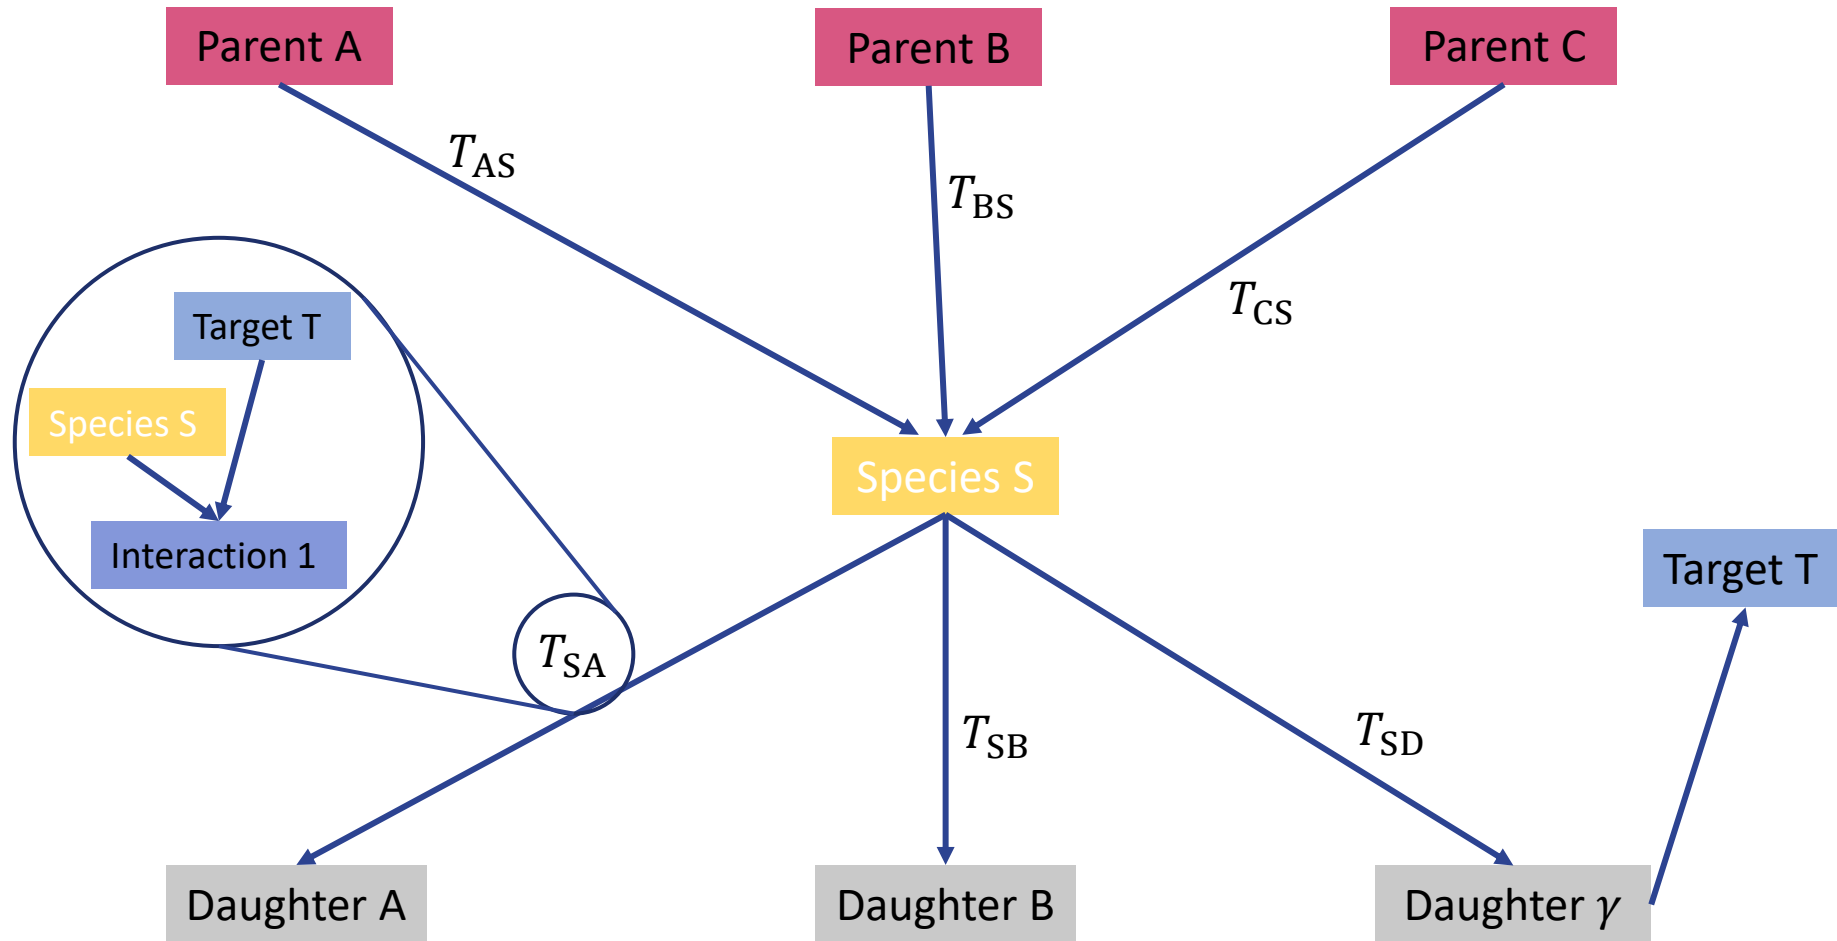 Parent A
Parent B
Parent C
T_AS
T_BS
T_CS
Target T
Species S
Interaction 1
Species S
Target T
T_SA
T_SB
T_SD
Daughter A
Daughter B
Daughter γ